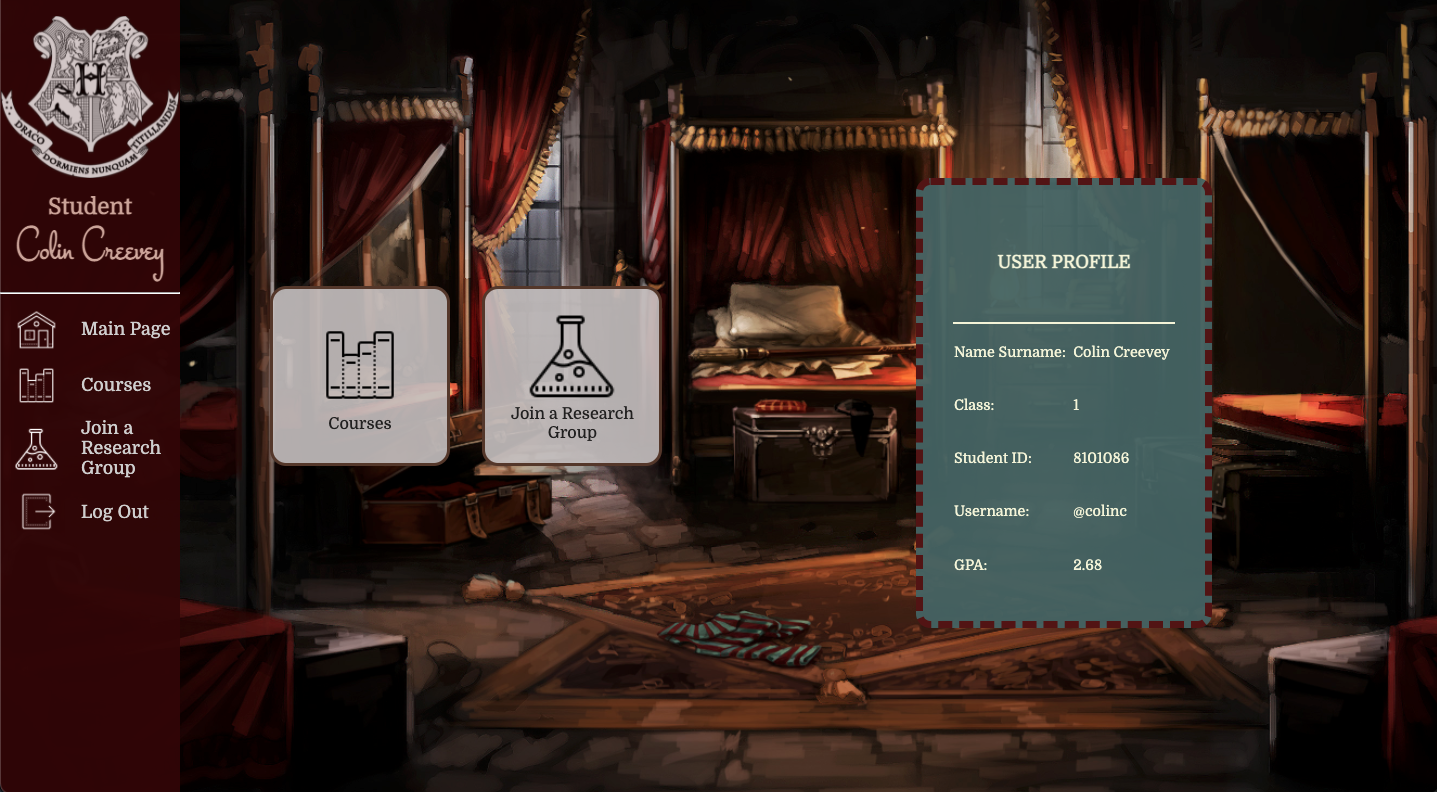 H
DRACO DORMIENS NUNQUAM TITILLANDUS
Student
Colin Creevey
Main Page
Courses
Join a
Research
Group
Log Out
Courses
Join a Research
Group
USER PROFILE
Name Surname: Colin Creevey
Class: 1
Student ID: 8101086
Username: @colinc
GPA: 2.68